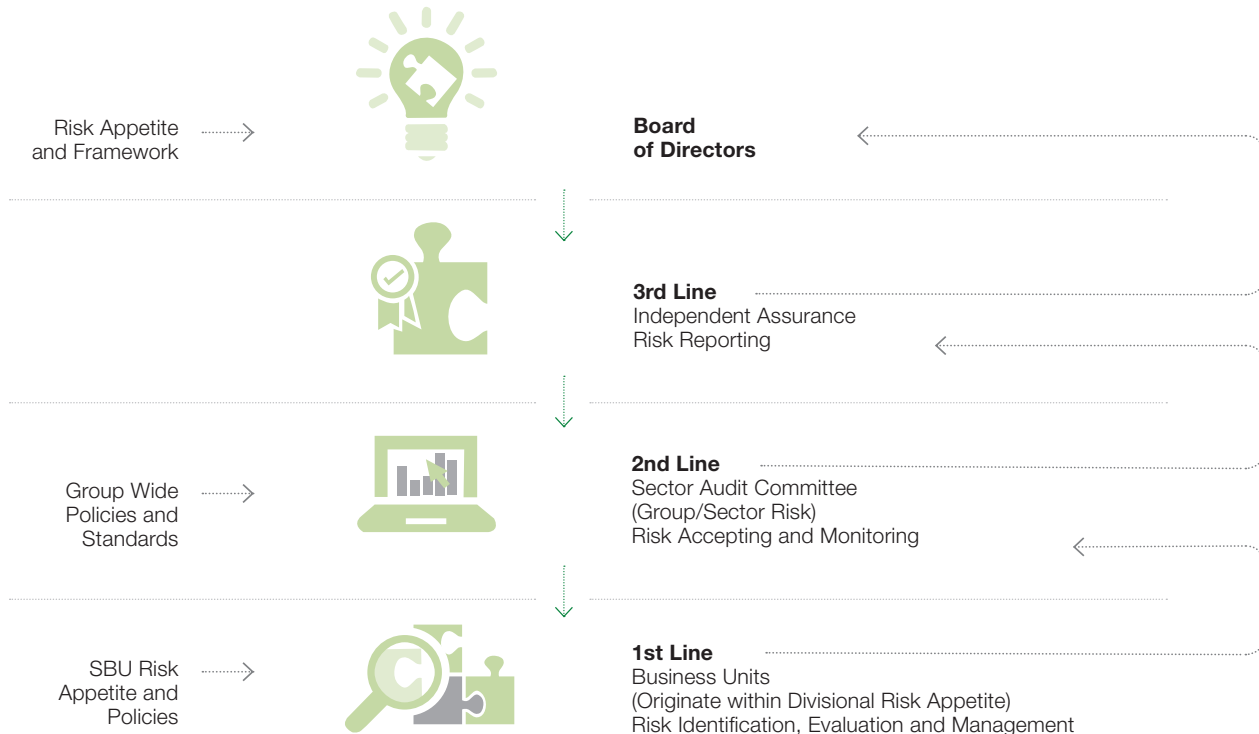 Risk Appetite
and Framework
Board
of Directors
3rd Line
Independent Assurance
Risk Reporting
Group Wide
Policies and
Standards
2nd Line
Sector Audit Committee
(Group/Sector Risk)
Risk Accepting and Monitoring
SBU Risk
Appetite and
Policies
1st Line
Business Units
(Originate within Divisional Risk Appetite)
Risk Identification, Evaluation and Management